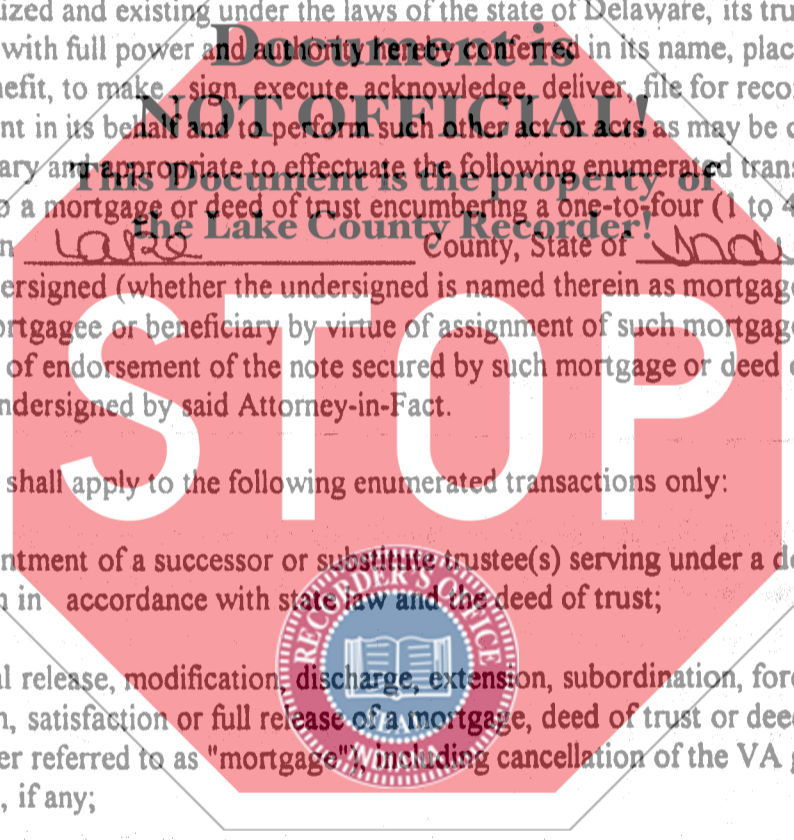 ized and existing under the laws of the state of Delaware, its tru
with full power and authority hereby conferred in its name, plac
Document is
efit, to make, sign, execute, acknowledge, deliver, file for reco
NOT OFFICIAL!
nt in its behalf and to perform such other act or acts as may be
ary and appropriate to effectuate the following enumerated trans
This Document is the property of
a mortgage or deed of trust encumbering a one-to-four (1 to 4
the Lake County Recorder!
n Lake County, State of Indi
ersigned (whether the undersigned is named therein as mortgag
ortgagee or beneficiary by virtue of assignment of such mortgag
of endorsement of the note secured by such mortgage or deed
ndersigned by said Attorney-in-Fact.
STOP
shall apply to the following enumerated transactions only:
ntment of a successor or substitute trustee(s) serving under a d
n in accordance with state law and the deed of trust;
RECORDER'S OFFICE
al release, modification, discharge, extension, subordination, for
n, satisfaction or full release of a mortgage, deed of trust or dee
er referred to as "mortgage"), including cancellation of the VA
, if any;